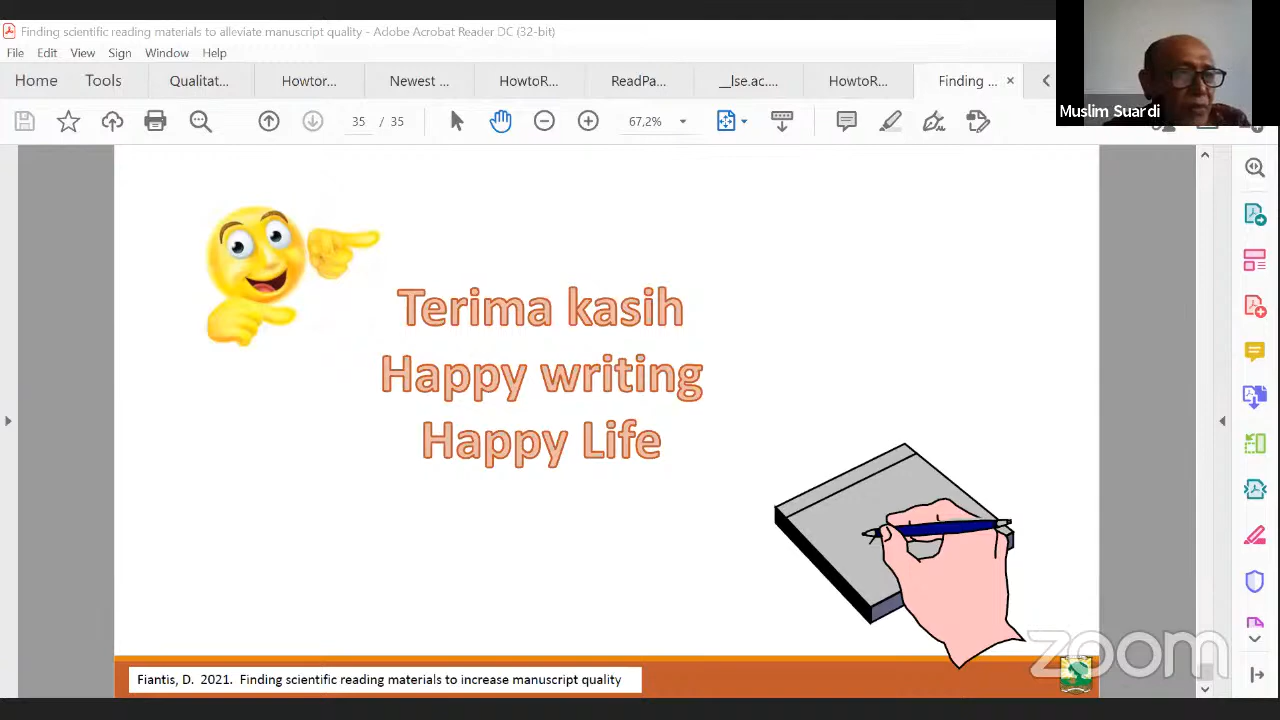 Finding scientific reading materials to alleviate manuscript quality - Adobe Acrobat Reader DC (32-bit)
File Edit View Sign Window Help
Home Tools Qualitat... Howtor... Newest ... HowtoR... ReadPa... __lse.ac.... HowtoR... Finding ... ×
35 / 35 67,2%
Muslim Suardi
Terima kasih
Happy writing
Happy Life
zoom
Fiantis, D. 2021. Finding scientific reading materials to increase manuscript quality